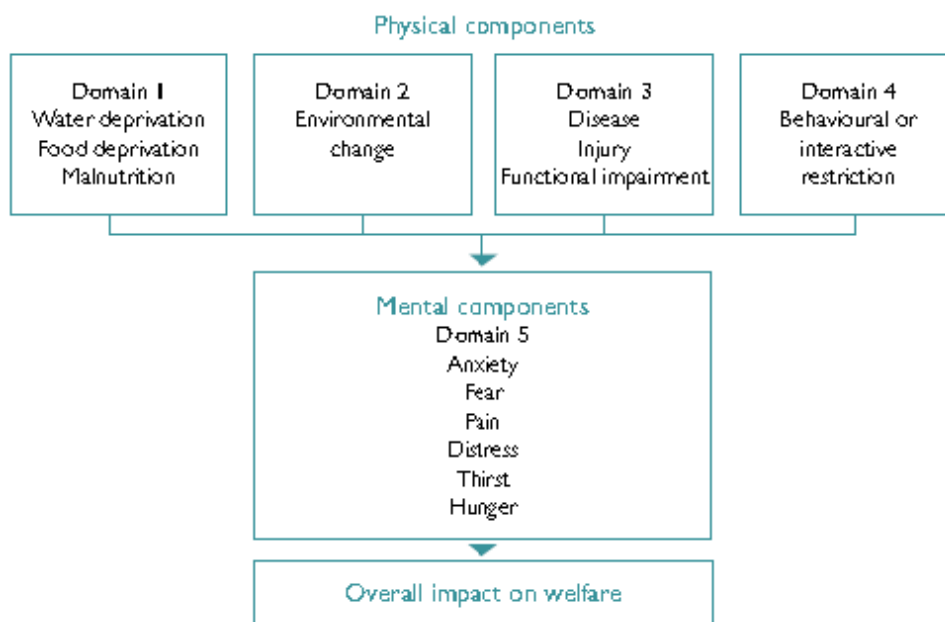 Physical components
Domain 1
Water deprivation
Food deprivation
Malnutrition
Domain 2
Environmental
change
Domain 3
Disease
Injury
Functional impairment
Domain 4
Behavioural or
interactive
restriction
Mental components
Domain 5
Anxiety
Fear
Pain
Distress
Thirst
Hunger
Overall impact on welfare